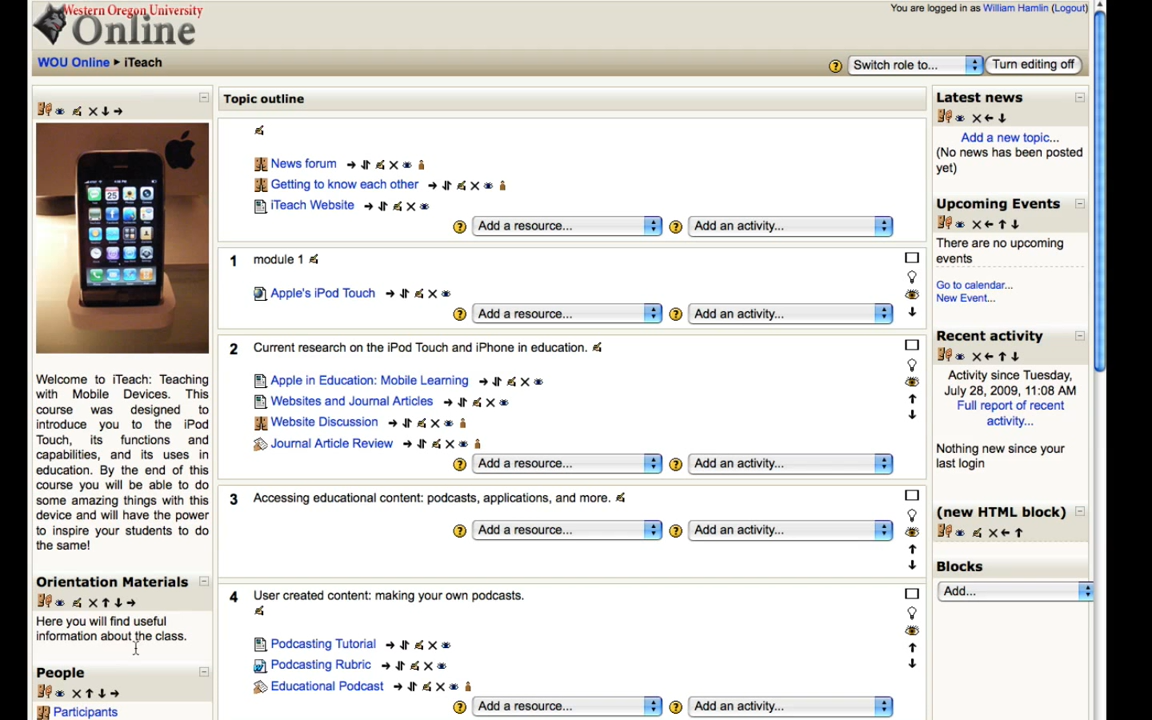 Western Oregon University
Online
You are logged in as William Hamlin (Logout)
WOU Online ▸ iTeach
Switch role to...
Turn editing off
Welcome to iTeach: Teaching
with Mobile Devices. This
course was designed to
introduce you to the iPod
Touch, its functions and
capabilities, and its uses in
education. By the end of this
course you will be able to do
some amazing things with this
device and will have the power
to inspire your students to do
the same!
Orientation Materials
Here you will find useful
information about the class.
People
Participants
Topic outline
News forum
Getting to know each other
iTeach Website
Add a resource... Add an activity...
1 module 1
Apple's iPod Touch
Add a resource... Add an activity...
2 Current research on the iPod Touch and iPhone in education.
Apple in Education: Mobile Learning
Websites and Journal Articles
Website Discussion
Journal Article Review
Add a resource... Add an activity...
3 Accessing educational content: podcasts, applications, and more.
Add a resource... Add an activity...
4 User created content: making your own podcasts.
Podcasting Tutorial
Podcasting Rubric
Educational Podcast
Add a resource... Add an activity...
Latest news
Add a new topic...
(No news has been posted
yet)
Upcoming Events
There are no upcoming
events
Go to calendar...
New Event...
Recent activity
Activity since Tuesday,
July 28, 2009, 11:08 AM
Full report of recent
activity...
Nothing new since your
last login
(new HTML block)
Blocks
Add...